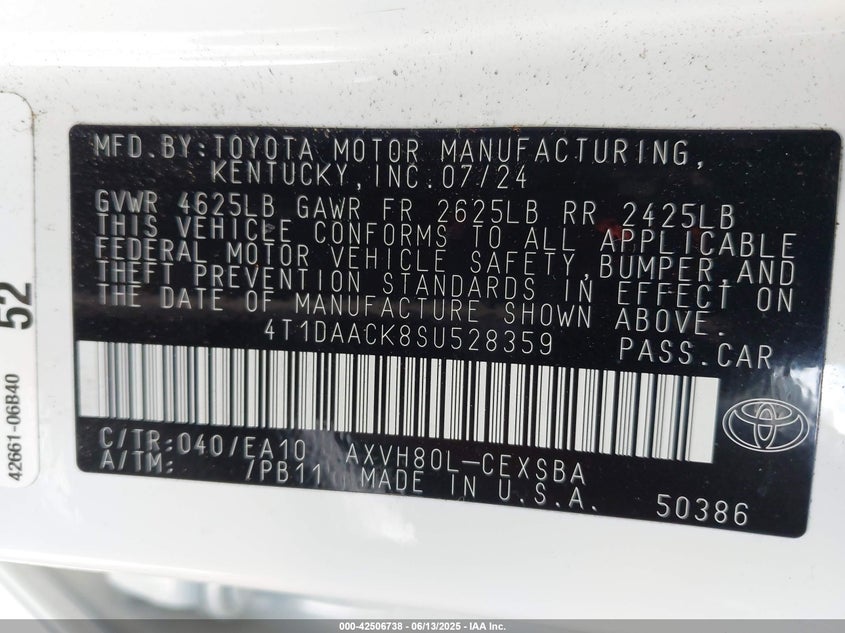 MFD.BY:TOYOTA MOTOR MANUFACTURING,
KENTUCKY,INC.07/24
GVWR 4625LB GAWR FR 2625LB RR 2425LB
THIS VEHICLE CONFORMS TO ALL APPLICABLE
FEDERAL MOTOR VEHICLE SAFETY,BUMPER,AND
THEFT PREVENTION STANDARDS IN EFFECT ON
THE DATE OF MANUFACTURE SHOWN ABOVE.
4T1DAACK8SU528359 PASS.CAR
C/TR:040/EA10 AXVH80L-CEXSBA
A/TM: /PB11 MADE IN U.S.A.
50386
52
42661-06B40
000-42506738 - 06/13/2025 - IAA Inc.